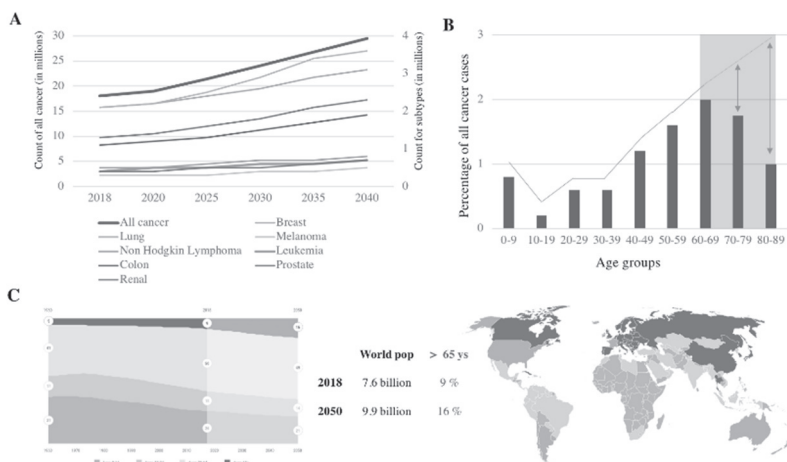 A
Count of all cancer (in millions)
30
25
20
15
10
5
0
4
3
2
1
0
Count for subtypes (in millions)
2018 2020 2025 2030 2035 2040
All cancer Breast
Lung Melanoma
Non Hodgkin Lymphoma Leukemia
Colon Prostate
Renal
B
Percentage of all cancer cases
3
2
1
0
0-9 10-19 20-29 30-39 40-49 50-59 60-69 70-79 80-89
Age groups
C
World pop > 65 ys
2018 7.6 billion 9 %
2050 9.9 billion 16 %